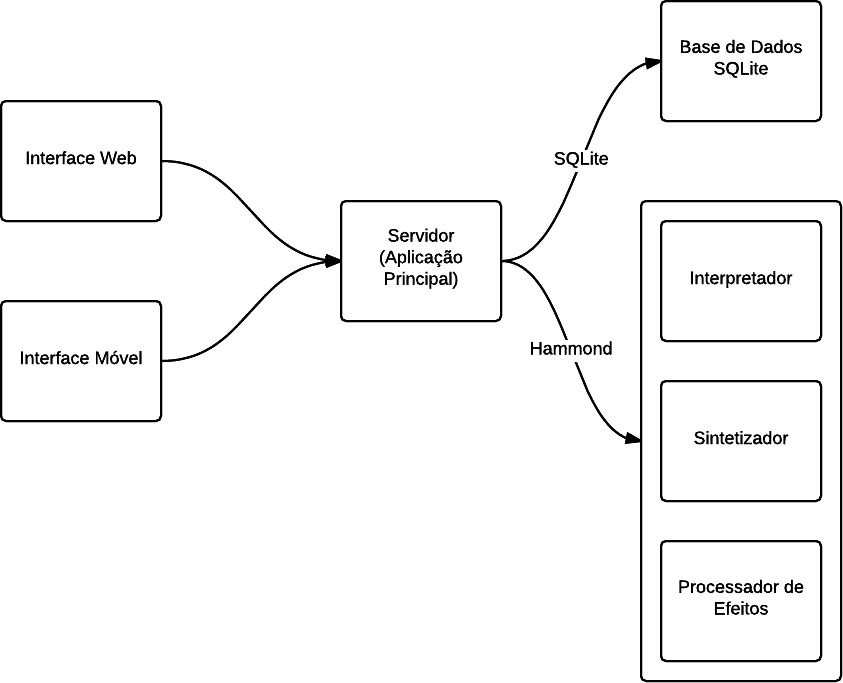 Base de Dados
SQLite
Interface Web
SQLite
Servidor
(Aplicação
Principal)
Interpretador
Interface Móvel
Hammond
Sintetizador
Processador de
Efeitos